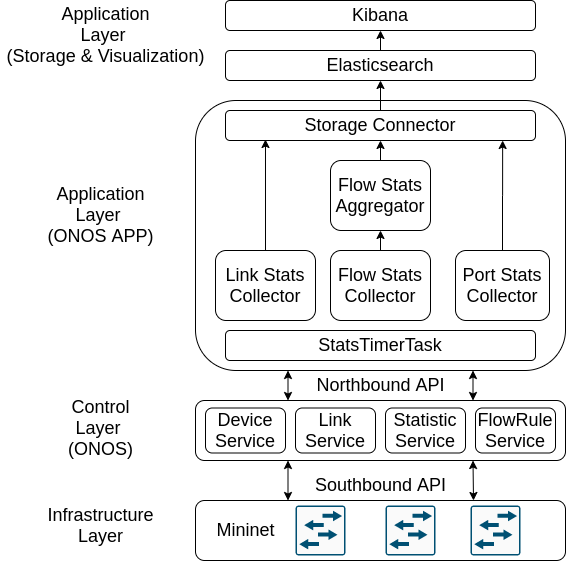 Application
Layer
(Storage & Visualization)
Kibana
Elasticsearch
Application
Layer
(ONOS APP)
Storage Connector
Flow Stats
Aggregator
Link Stats
Collector
Flow Stats
Collector
Port Stats
Collector
StatsTimerTask
Northbound API
Control
Layer
(ONOS)
Device
Service
Link
Service
Statistic
Service
FlowRule
Service
Southbound API
Infrastructure
Layer
Mininet